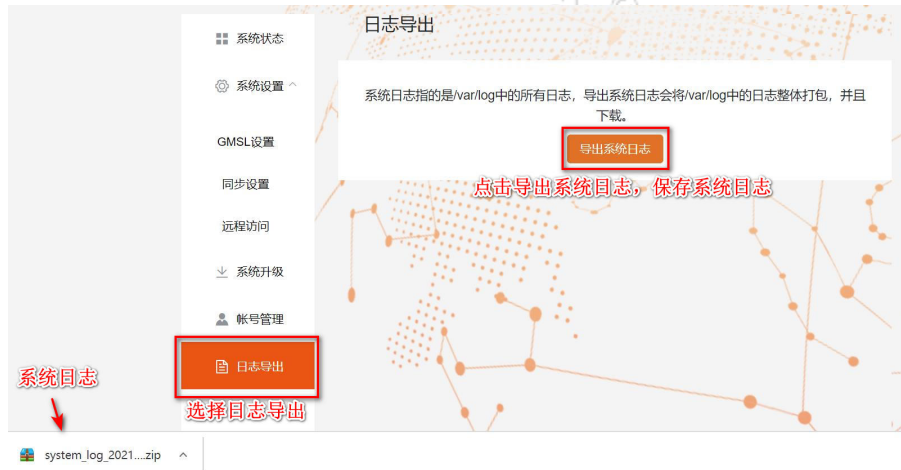 日志导出
系统状态
系统设置
GMSL设置
同步设置
远程访问
系统升级
帐号管理
日志导出
选择日志导出
系统日志指的是/var/log中的所有日志，导出系统日志会将/var/log中的日志整体打包，并且
下载。
导出系统日志
点击导出系统日志，保存系统日志
系统日志
system_log_2021....zip